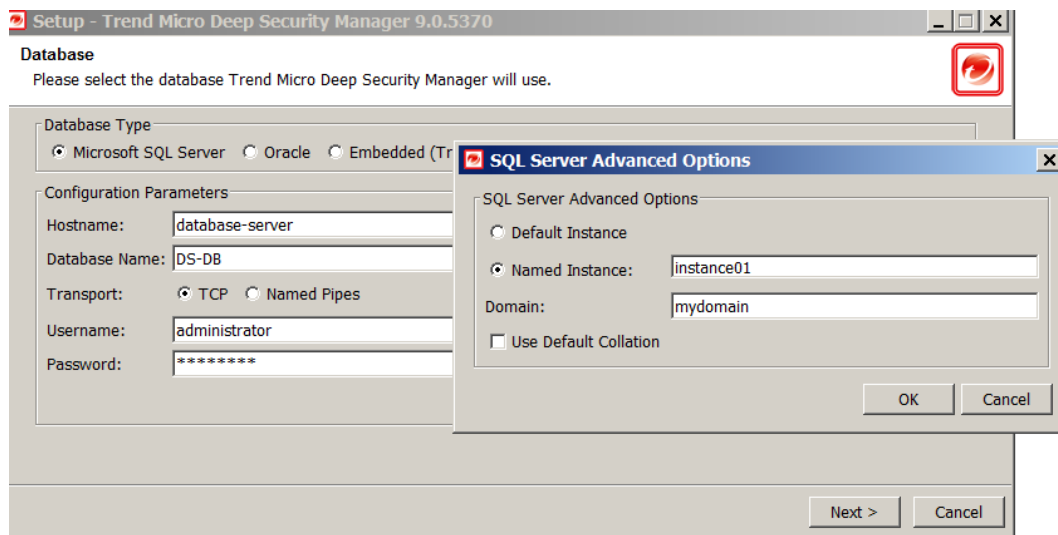 Setup - Trend Micro Deep Security Manager 9.0.5370
Database
Please select the database Trend Micro Deep Security Manager will use.
Database Type
Microsoft SQL Server Oracle Embedded (Tr
Configuration Parameters
Hostname: database-server
Database Name: DS-DB
Transport: TCP Named Pipes
Username: administrator
Password: ********
SQL Server Advanced Options
SQL Server Advanced Options
Default Instance
Named Instance: instance01
Domain: mydomain
Use Default Collation
OK Cancel
Next > Cancel